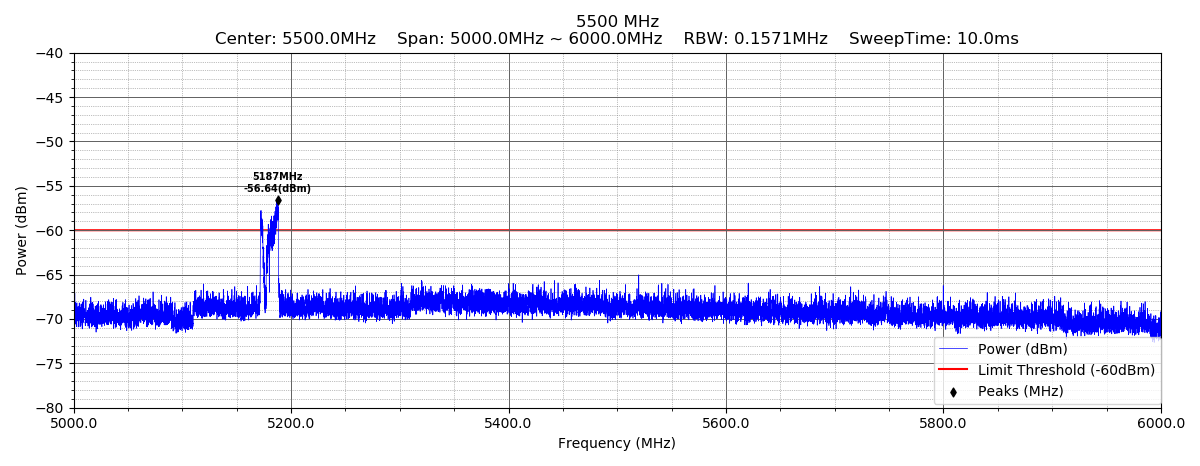 5500 MHz
Center: 5500.0MHz    Span: 5000.0MHz ~ 6000.0MHz    RBW: 0.1571MHz    SweepTime: 10.0ms
Power (dBm)
−40
−45
−50
−55
−60
−65
−70
−75
−80
5187MHz
-56.64(dBm)
Power (dBm)
Limit Threshold (-60dBm)
Peaks (MHz)
5000.0
5200.0
5400.0
5600.0
5800.0
6000.0
Frequency (MHz)